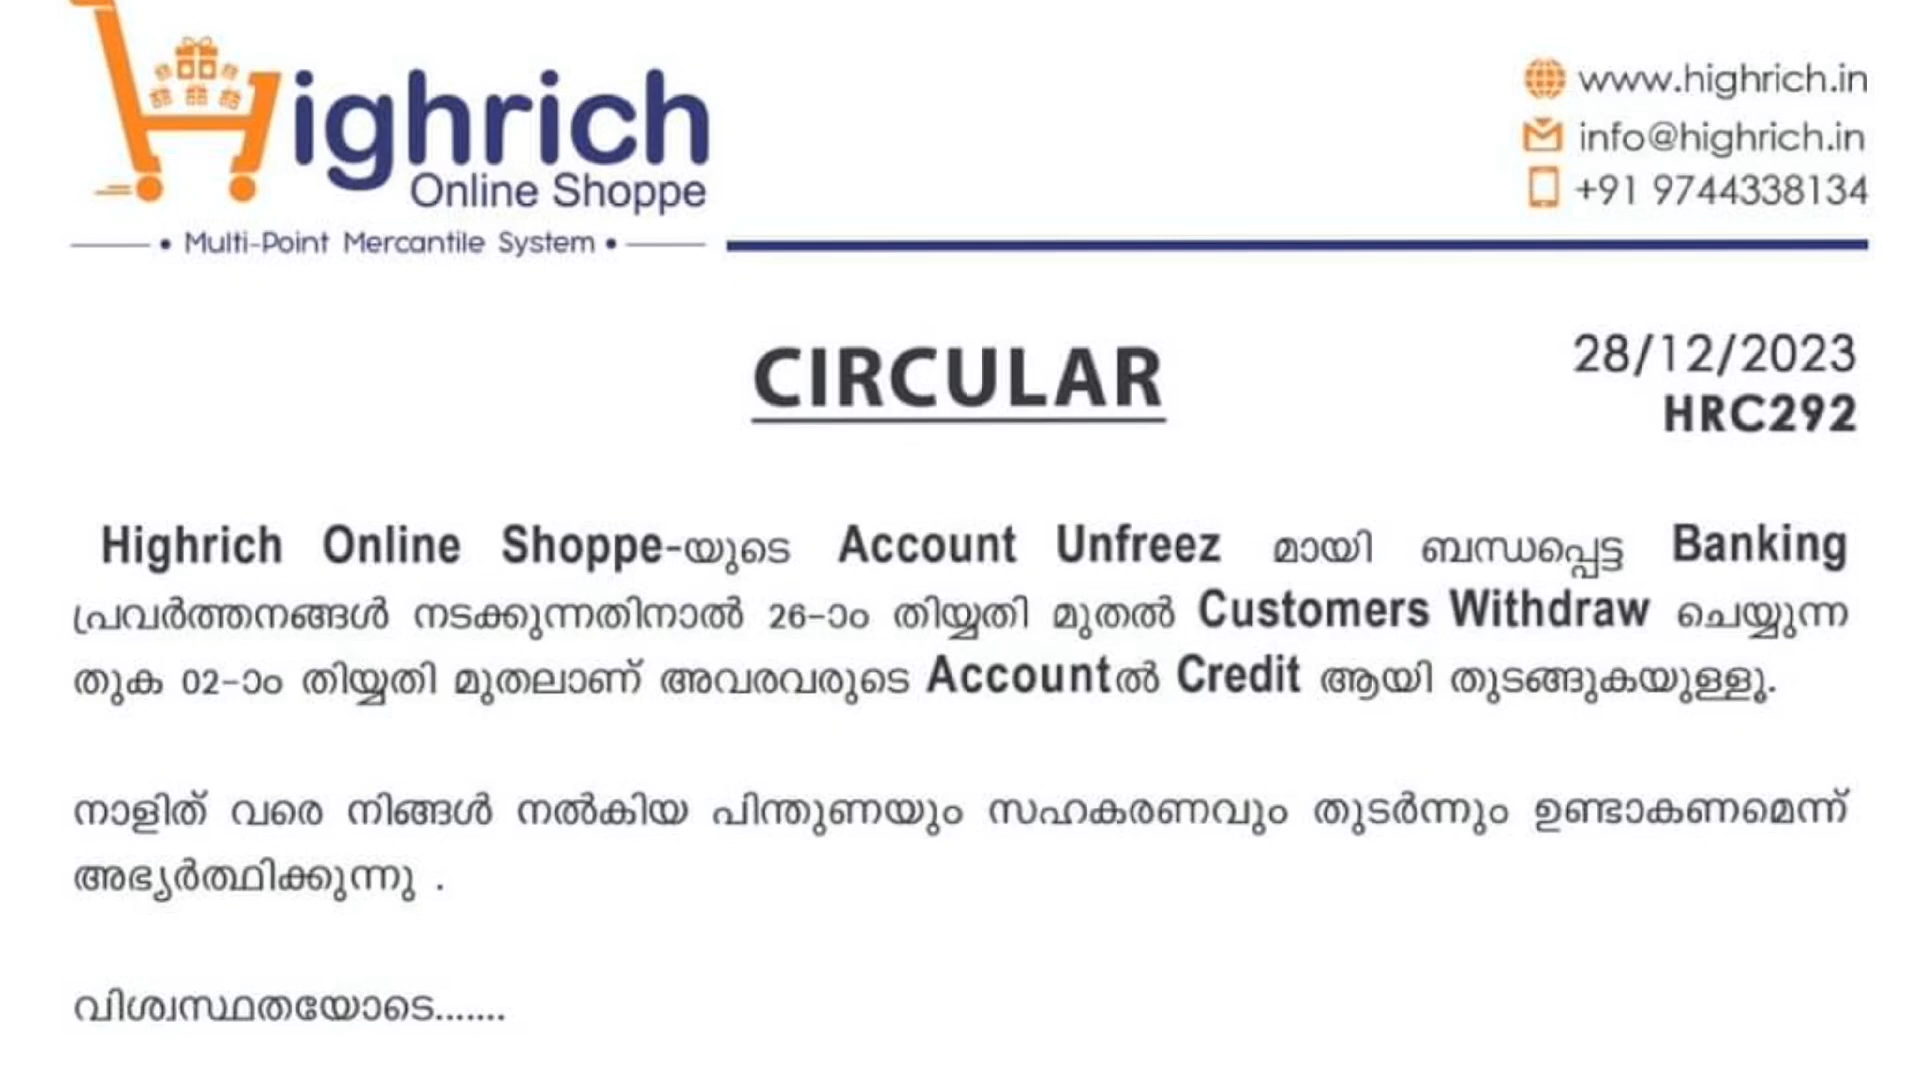 Highrich
Online Shoppe
• Multi-Point Mercantile System •
www.highrich.in
info@highrich.in
+91 9744338134
CIRCULAR
28/12/2023
HRC292
Highrich Online Shoppe-യുടെ Account Unfreez മായി ബന്ധപ്പെട്ട Banking
പ്രവർത്തനങ്ങൾ നടക്കുന്നതിനാൽ 26-ാം തിയ്യതി മുതൽ Customers Withdraw ചെയ്യുന്ന
തുക 02-ാം തിയ്യതി മുതലാണ് അവരവരുടെ Accountൽ Credit ആയി തുടങ്ങുകയുള്ളൂ.
നാളിത് വരെ നിങ്ങൾ നൽകിയ പിന്തുണയും സഹകരണവും തുടർന്നും ഉണ്ടാകണമെന്ന്
അഭ്യർത്ഥിക്കുന്നു .
വിശ്വസ്ഥതയോടെ.......